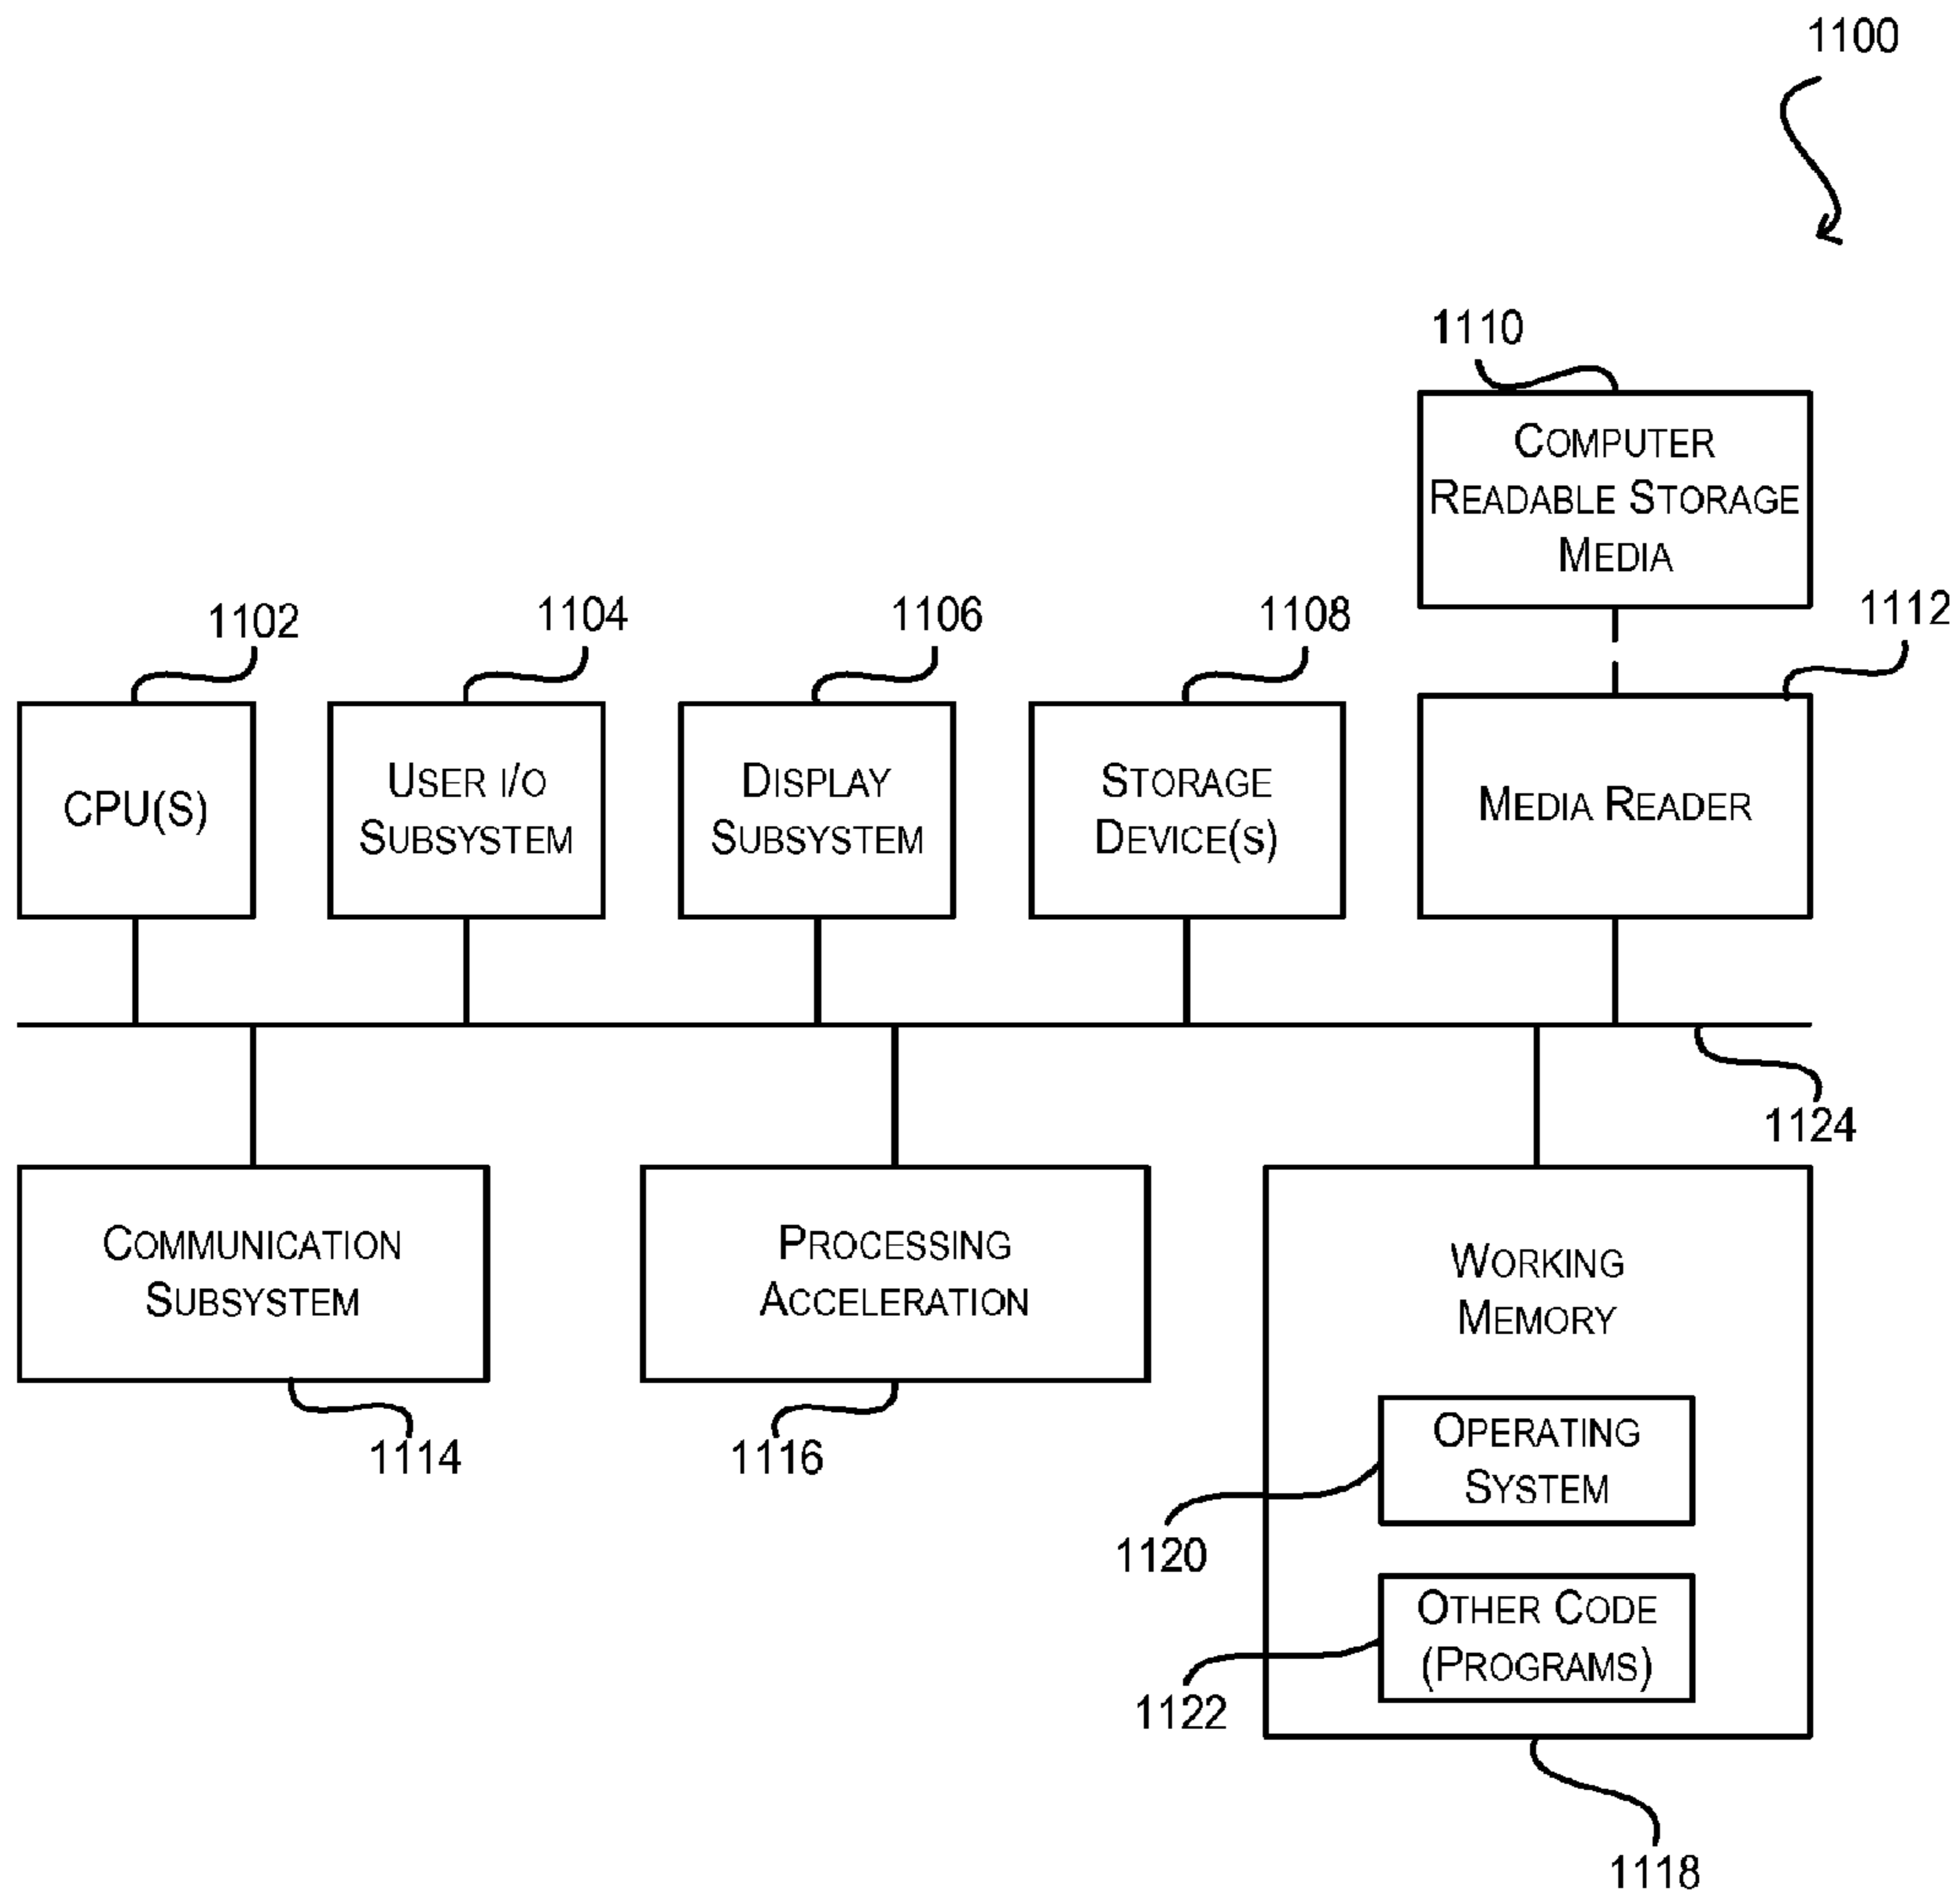 1100
1110
COMPUTER
READABLE STORAGE
MEDIA
1102
1104
1106
1108
1112
CPU(S)
USER I/O
SUBSYSTEM
DISPLAY
SUBSYSTEM
STORAGE
DEVICE(S)
MEDIA READER
1124
COMMUNICATION
SUBSYSTEM
PROCESSING
ACCELERATION
WORKING
MEMORY
1114
1116
OPERATING
SYSTEM
1120
OTHER CODE
(PROGRAMS)
1122
1118